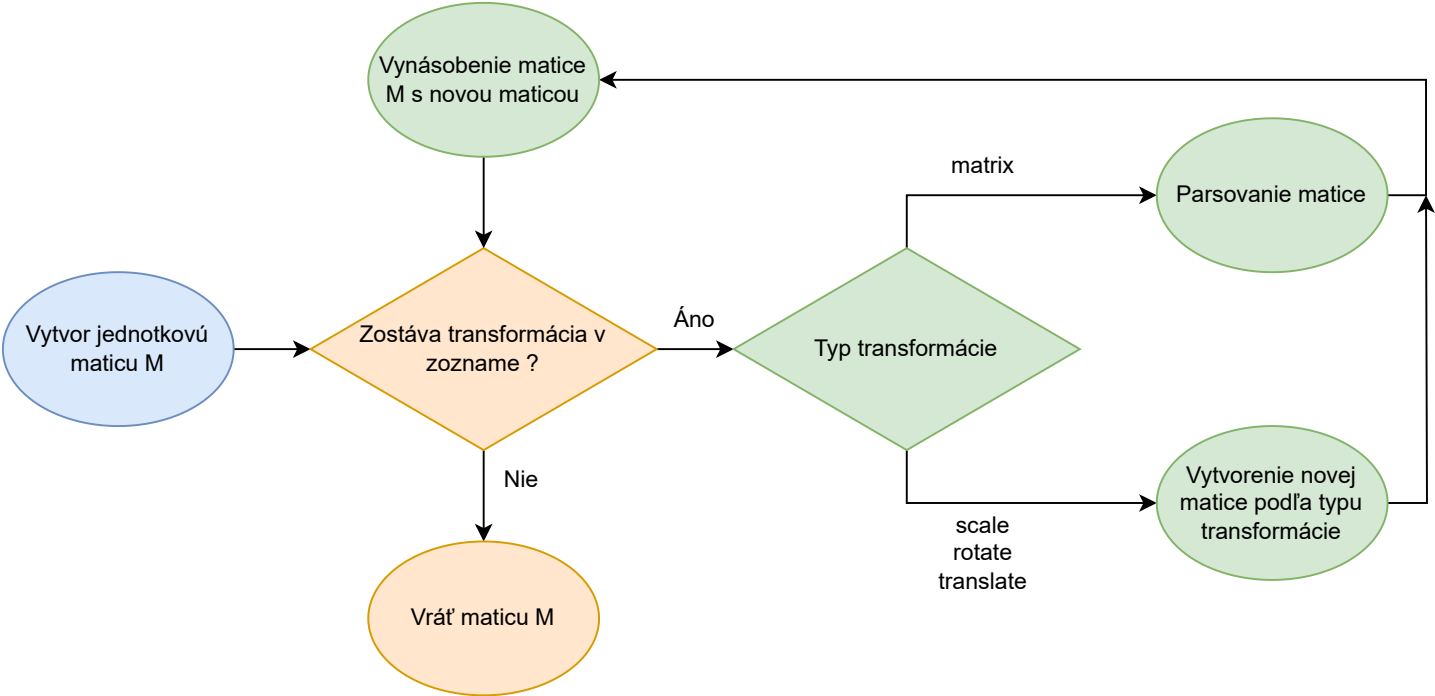 Vynásobenie matice
M s novou maticou
matrix
Parsovanie matice
Vytvor jednotkovú
maticu M
Zostáva transformácia v
zozname ?
Áno
Typ transformácie
Nie
scale
rotate
translate
Vytvorenie novej
matice podľa typu
transformácie
Vráť maticu M